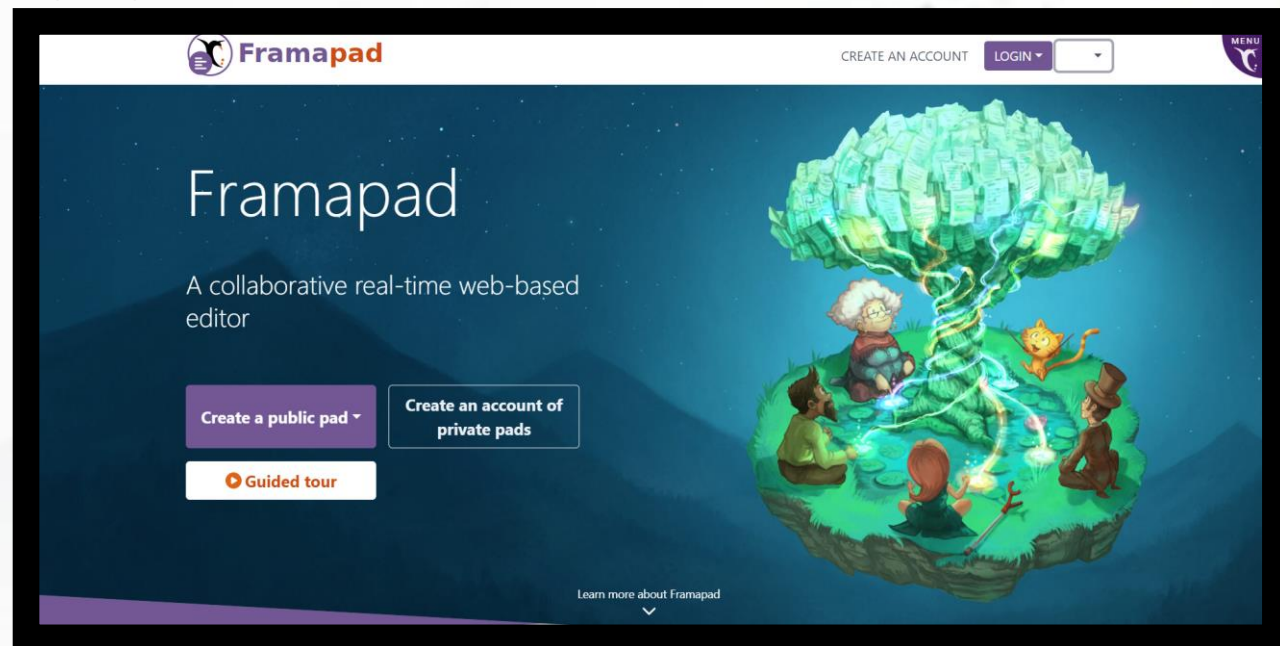 Framapad
CREATE AN ACCOUNT
LOGIN
MENU
Framapad
A collaborative real-time web-based
editor
Create a public pad
Create an account of
private pads
Guided tour
Learn more about Framapad